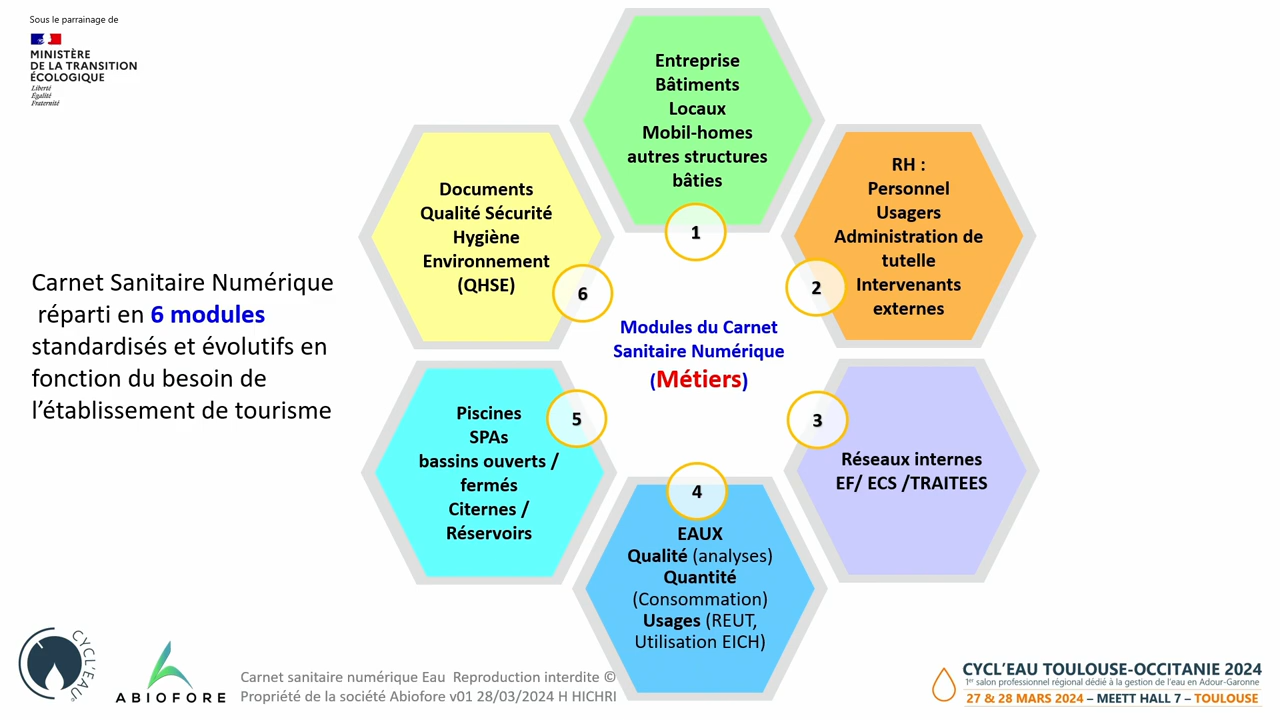 Sous le parrainage de
MINISTÈRE
DE LA TRANSITION
ÉCOLOGIQUE
Liberté
Égalité
Fraternité
Carnet Sanitaire Numérique
réparti en 6 modules
standardisés et évolutifs en
fonction du besoin de
l’établissement de tourisme
Entreprise
Bâtiments
Locaux
Mobil-homes
autres structures
bâties
1
RH :
Personnel
Usagers
Administration de
tutelle
Intervenants
externes
2
Réseaux internes
EF/ ECS /TRAITEES
3
EAUX
Qualité (analyses)
Quantité
(Consommation)
Usages (REUT,
Utilisation EICH)
4
Piscines
SPAs
bassins ouverts /
fermés
Citernes /
Réservoirs
5
Documents
Qualité Sécurité
Hygiène
Environnement
(QHSE)
6
Modules du Carnet
Sanitaire Numérique
(Métiers)
CYCL'EAU
ABIOFORE
Carnet sanitaire numérique Eau Reproduction interdite ©
Propriété de la société Abiofore v01 28/03/2024 H HICHRI
CYCL'EAU TOULOUSE-OCCITANIE 2024
1er salon professionnel régional dédié à la gestion de l'eau en Adour-Garonne
27 & 28 MARS 2024 – MEETT HALL 7 – TOULOUSE